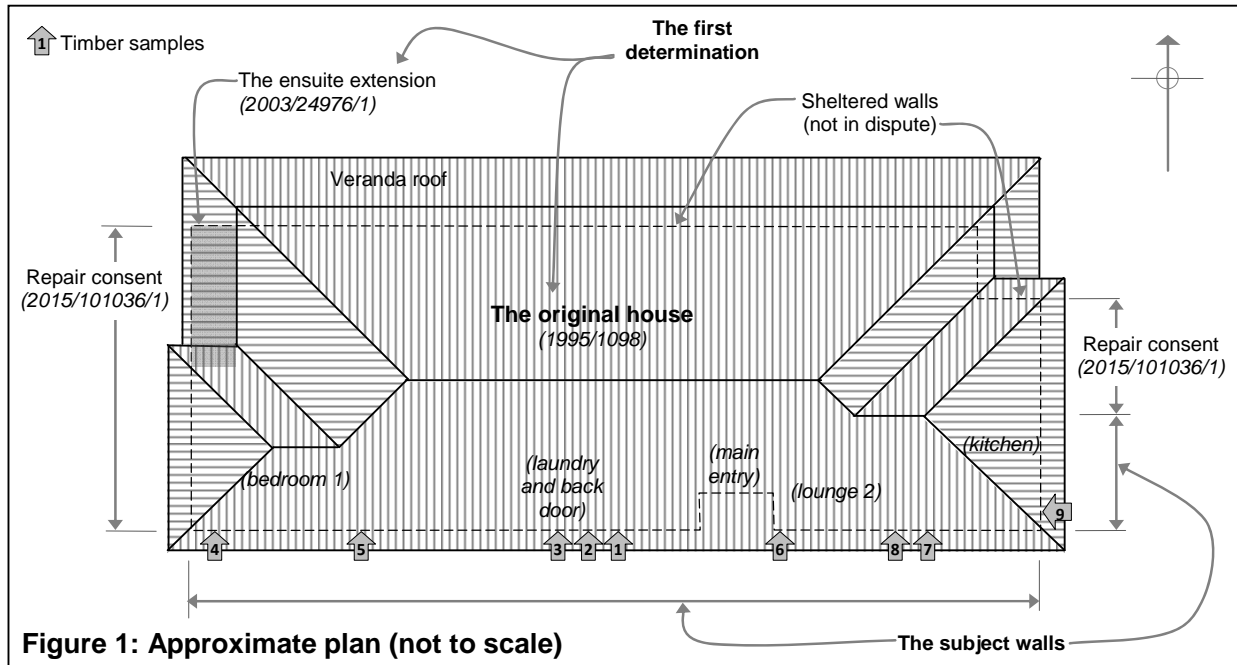 The first
determination
1 Timber samples
The ensuite extension
(2003/24976/1)
Sheltered walls
(not in dispute)
Veranda roof
Repair consent
(2015/101036/1)
The original house
(1995/1098)
Repair consent
(2015/101036/1)
(bedroom 1)
(laundry
and back
door)
(main
entry)
(lounge 2)
(kitchen)
9
4
5
3
2
1
6
8
7
Figure 1: Approximate plan (not to scale)
The subject walls